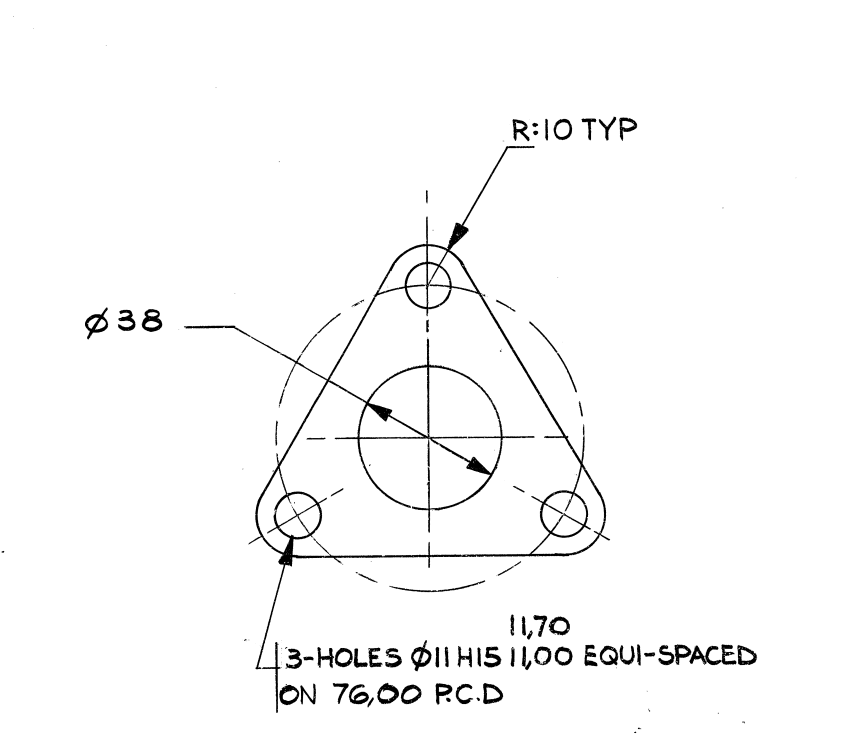 R:10 TYP
Ø38
11,70
3-HOLES Ø11 H15 11,00 EQUI-SPACED
ON 76,00 P.C.D